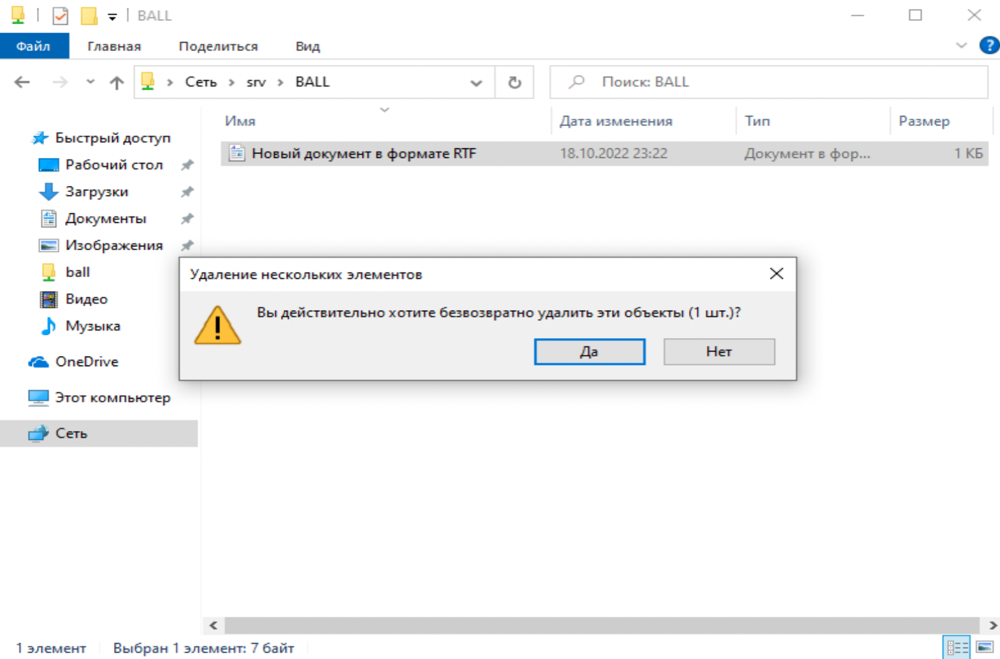 BALL
Файл Главная Поделиться Вид
Сеть srv BALL Поиск: BALL
Имя Дата изменения Тип Размер
Быстрый доступ
Новый документ в формате RTF 18.10.2022 23:22 Документ в фор... 1 КБ
Рабочий стол
Загрузки
Документы
Изображения
ball
Видео
Музыка
OneDrive
Этот компьютер
Сеть
Удаление нескольких элементов
Вы действительно хотите безвозвратно удалить эти объекты (1 шт.)?
Да Нет
1 элемент Выбран 1 элемент: 7 байт